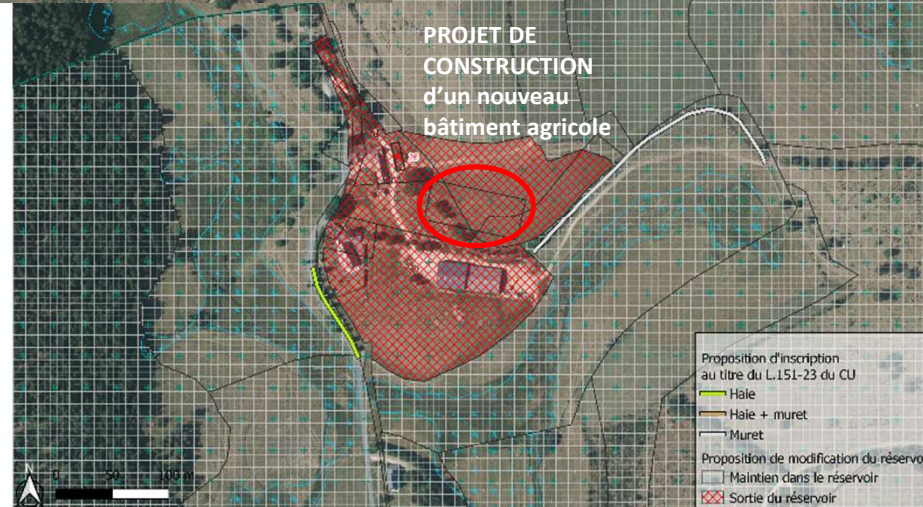 PROJET DE
CONSTRUCTION
d’un nouveau
bâtiment agricole
Proposition d'inscription
au titre du L.151-23 du CU
Haie
Haie + muret
Muret
Proposition de modification du réservo
Maintien dans le réservoir
Sortie du réservoir
N
0 50 100 m